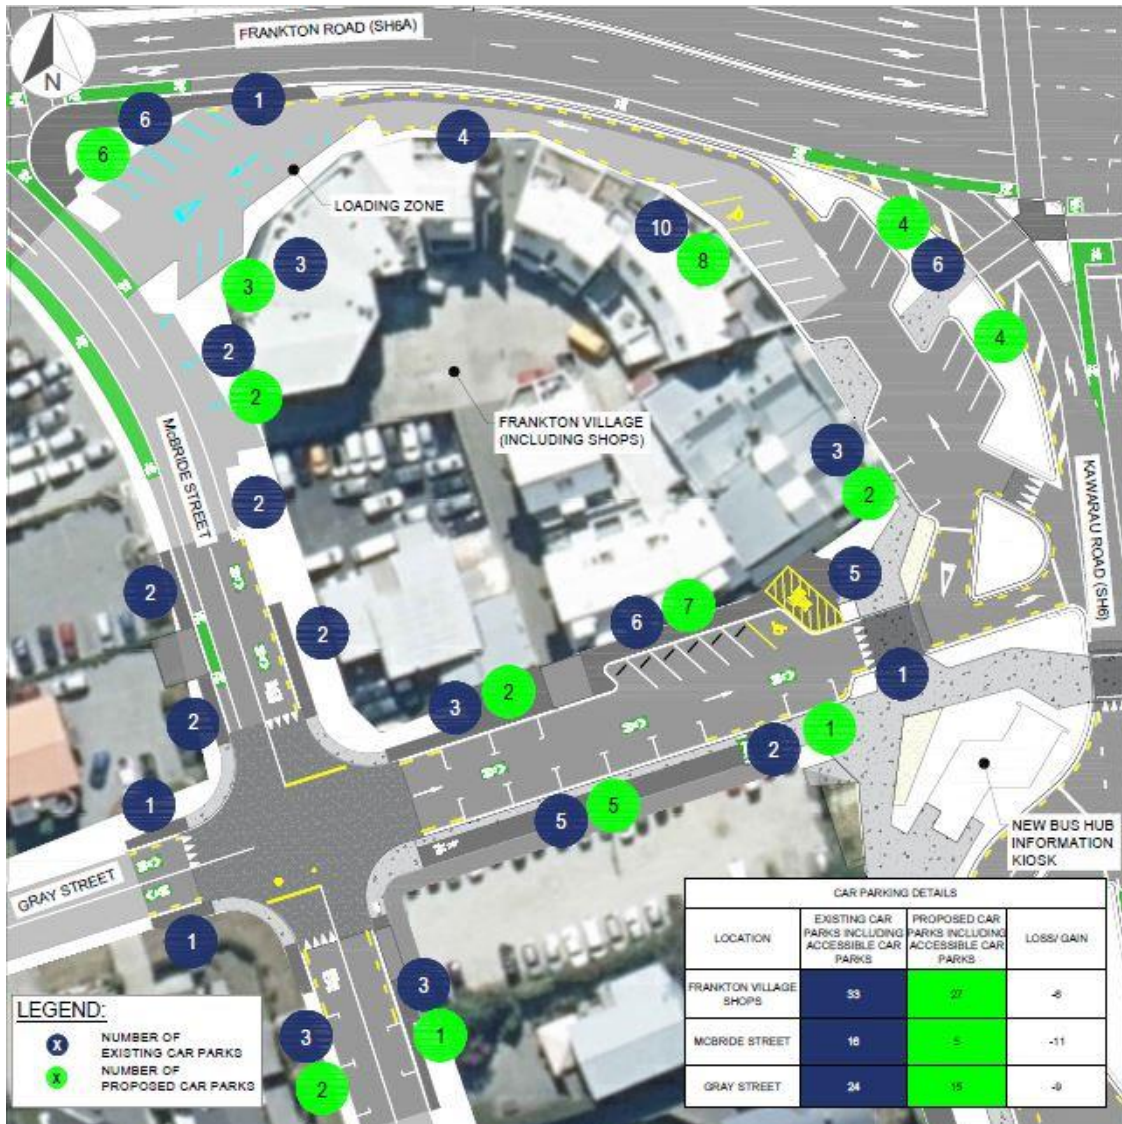 FRANKTON ROAD (SH6A)
N
1
6
6
4
LOADING ZONE
10
8
4
6
3
3
4
2
2
FRANKTON VILLAGE
(INCLUDING SHOPS)
McBRIDE STREET
3
2
KAWARAU ROAD (SH6)
2
5
2
7
6
2
1
2
3
2
1
2
1
5
5
NEW BUS HUB
INFORMATION
KIOSK
GRAY STREET
1
3
1
3
2
LEGEND:
X NUMBER OF
EXISTING CAR PARKS
X NUMBER OF
PROPOSED CAR PARKS
CAR PARKING DETAILS
LOCATION
EXISTING CAR
PARKS INCLUDING
ACCESSIBLE CAR
PARKS
PROPOSED CAR
PARKS INCLUDING
ACCESSIBLE CAR
PARKS
LOSS/ GAIN
FRANKTON VILLAGE
SHOPS
33
27
-6
MCBRIDE STREET
16
5
-11
GRAY STREET
24
15
-9